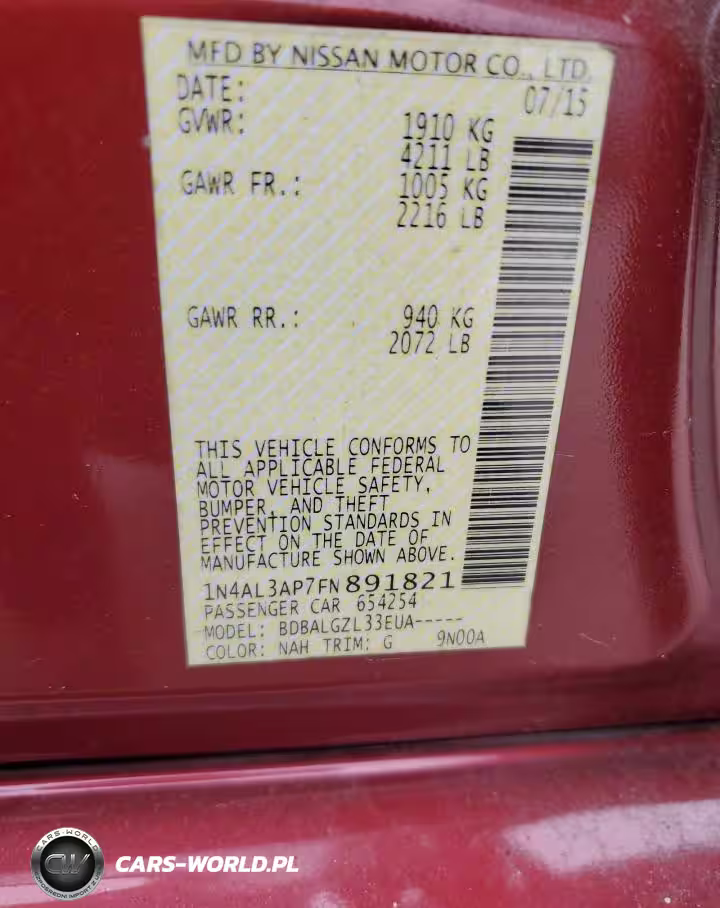 MFD BY NISSAN MOTOR CO., LTD.
DATE: 07/15
GVWR: 1910 KG
4211 LB
GAWR FR.: 1005 KG
2216 LB
GAWR RR.: 940 KG
2072 LB
THIS VEHICLE CONFORMS TO
ALL APPLICABLE FEDERAL
MOTOR VEHICLE SAFETY,
BUMPER, AND THEFT
PREVENTION STANDARDS IN
EFFECT ON THE DATE OF
MANUFACTURE SHOWN ABOVE.
1N4AL3AP7FN891821
PASSENGER CAR 654254
MODEL: BDBALGZL33EUA-----
COLOR: NAH TRIM: G 9N00A
CARS-WORLD
CW
CARS-WORLD.PL